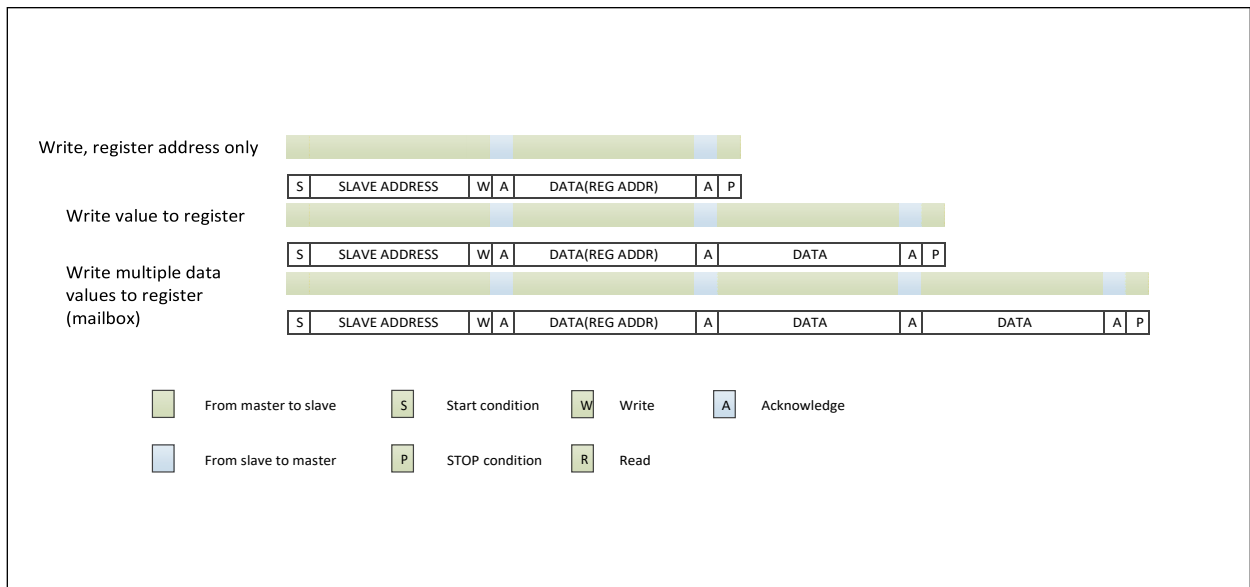 Write, register address only
S SLAVE ADDRESS W A DATA(REG ADDR) A P
Write value to register
S SLAVE ADDRESS W A DATA(REG ADDR) A DATA A P
Write multiple data
values to register
(mailbox)
S SLAVE ADDRESS W A DATA(REG ADDR) A DATA A DATA A P
From master to slave S Start condition W Write A Acknowledge
From slave to master P STOP condition R Read